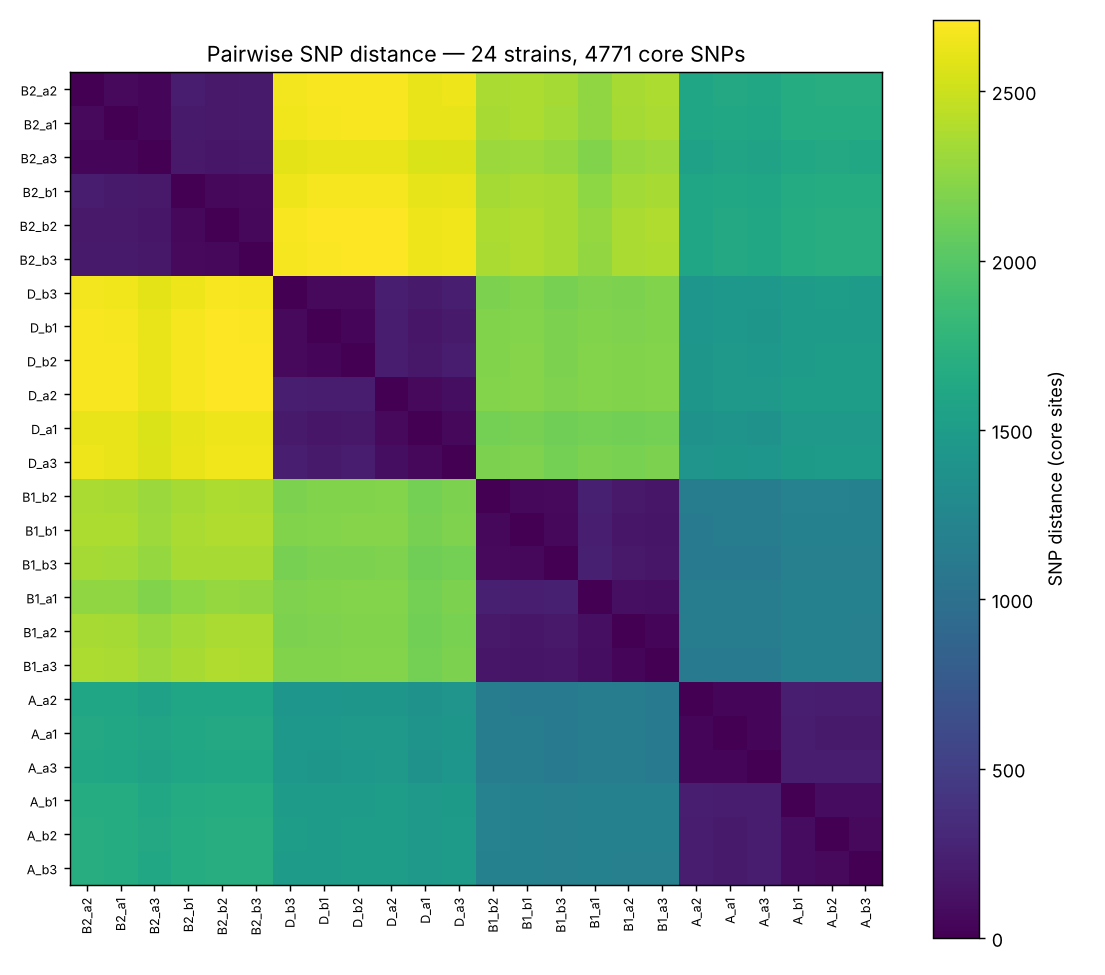 Pairwise SNP distance — 24 strains, 4771 core SNPs
B2_a2
B2_a1
B2_a3
B2_b1
B2_b2
B2_b3
D_b3
D_b1
D_b2
D_a2
D_a1
D_a3
B1_b2
B1_b1
B1_b3
B1_a1
B1_a2
B1_a3
A_a2
A_a1
A_a3
A_b1
A_b2
A_b3
B2_a2
B2_a1
B2_a3
B2_b1
B2_b2
B2_b3
D_b3
D_b1
D_b2
D_a2
D_a1
D_a3
B1_b2
B1_b1
B1_b3
B1_a1
B1_a2
B1_a3
A_a2
A_a1
A_a3
A_b1
A_b2
A_b3
2500
2000
1500
1000
500
0
SNP distance (core sites)